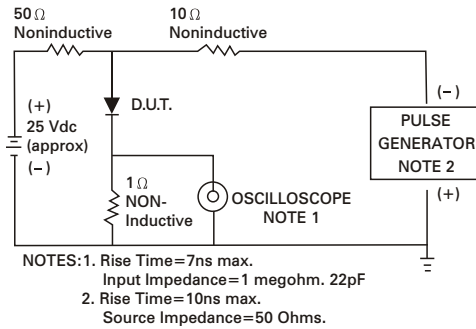 50 Ω
Noninductive
10 Ω
Noninductive
(+)
25 Vdc
(approx)
(-)
D.U.T.
1 Ω
NON-
Inductive
OSCILLOSCOPE
NOTE 1
(-)
PULSE
GENERATOR
NOTE 2
(+)
NOTES:1. Rise Time=7ns max.
Input Impedance=1 megohm. 22pF
2. Rise Time=10ns max.
Source Impedance=50 Ohms.